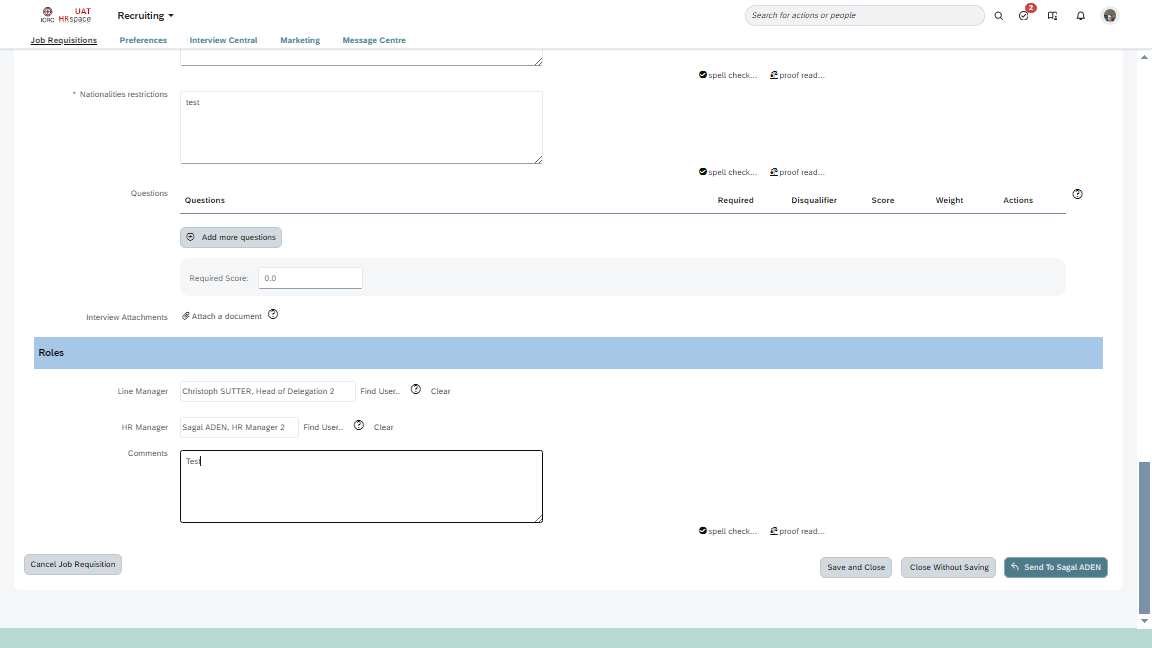 ICRC UAT HRspace Recruiting Search for actions or people 2
Job Requisitions Preferences Interview Central Marketing Message Centre
spell check... proof read...
* Nationalities restrictions test
spell check... proof read...
Questions Questions Required Disqualifier Score Weight Actions
Add more questions
Required Score: 0.0
Interview Attachments Attach a document
Roles
Line Manager Christoph SUTTER, Head of Delegation 2 Find User.. Clear
HR Manager Sagal ADEN, HR Manager 2 Find User.. Clear
Comments Test
spell check... proof read...
Cancel Job Requisition Save and Close Close Without Saving Send To Sagal ADEN